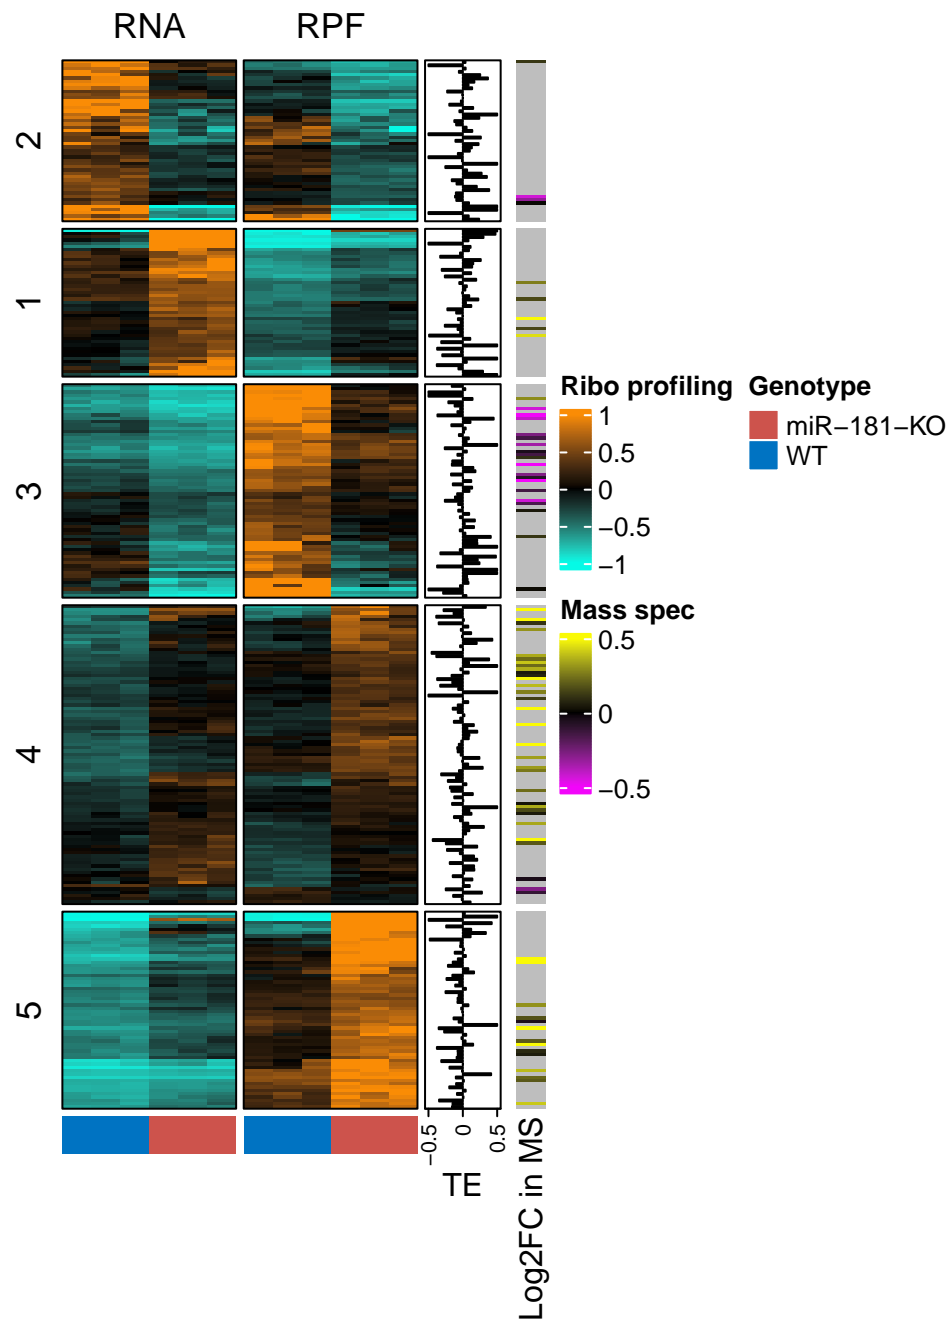 RNA RPF
2
1
3
4
5
Ribo profiling
1
0.5
0
−0.5
−1
Genotype
miR−181−KO
WT
Mass spec
0.5
0
−0.5
−0.5
0
0.5
TE
Log2FC in MS